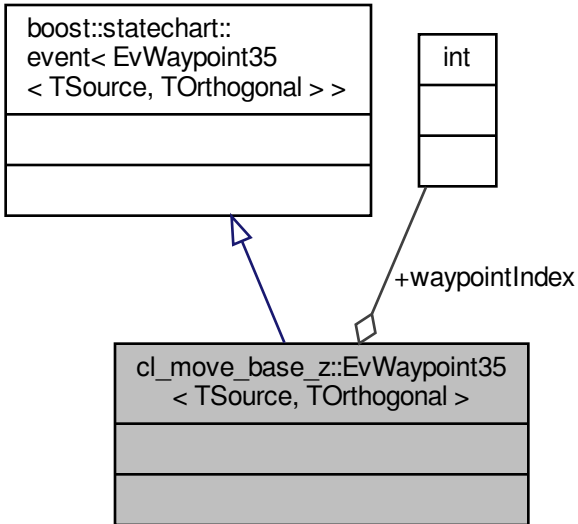 boost::statechart::
event< EvWaypoint35
< TSource, TOrthogonal > >
int
+waypointIndex
cl_move_base_z::EvWaypoint35
< TSource, TOrthogonal >